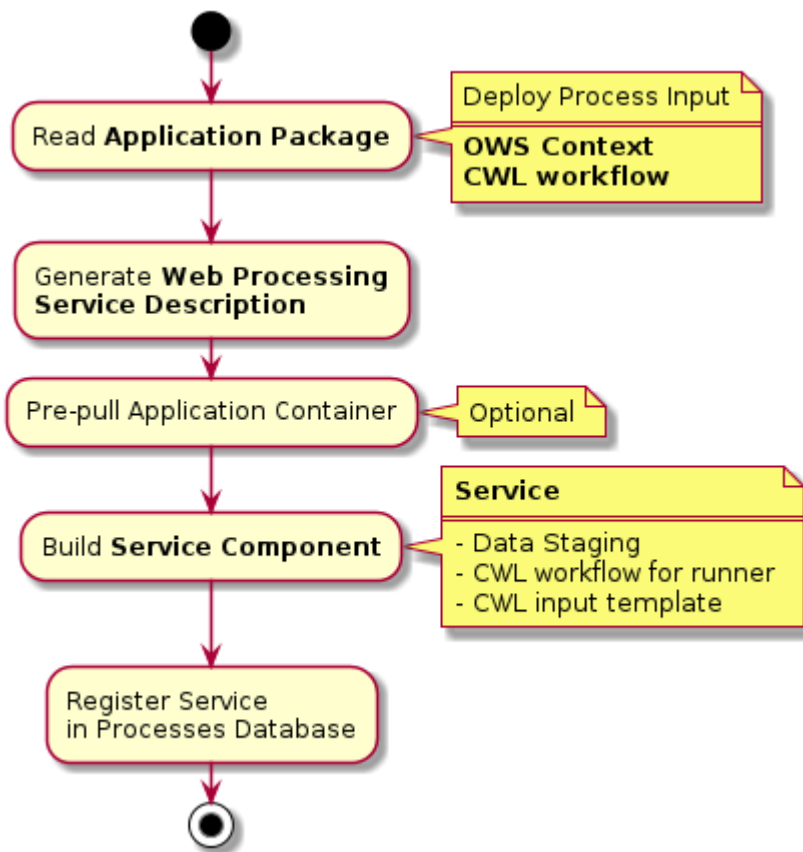 Read Application Package
Deploy Process Input
OWS Context
CWL workflow
Generate Web Processing
Service Description
Pre-pull Application Container
Optional
Build Service Component
Service
- Data Staging
- CWL workflow for runner
- CWL input template
Register Service
in Processes Database